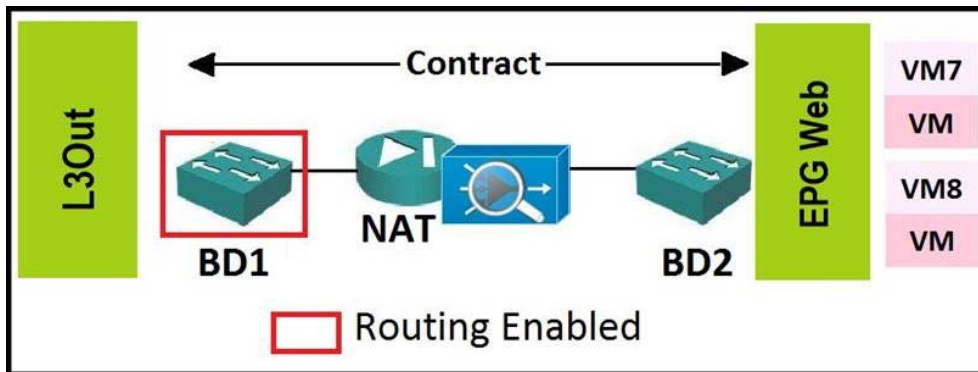 L3Out
Contract
BD1
NAT
BD2
EPG Web
VM7
VM
VM8
VM
Routing Enabled